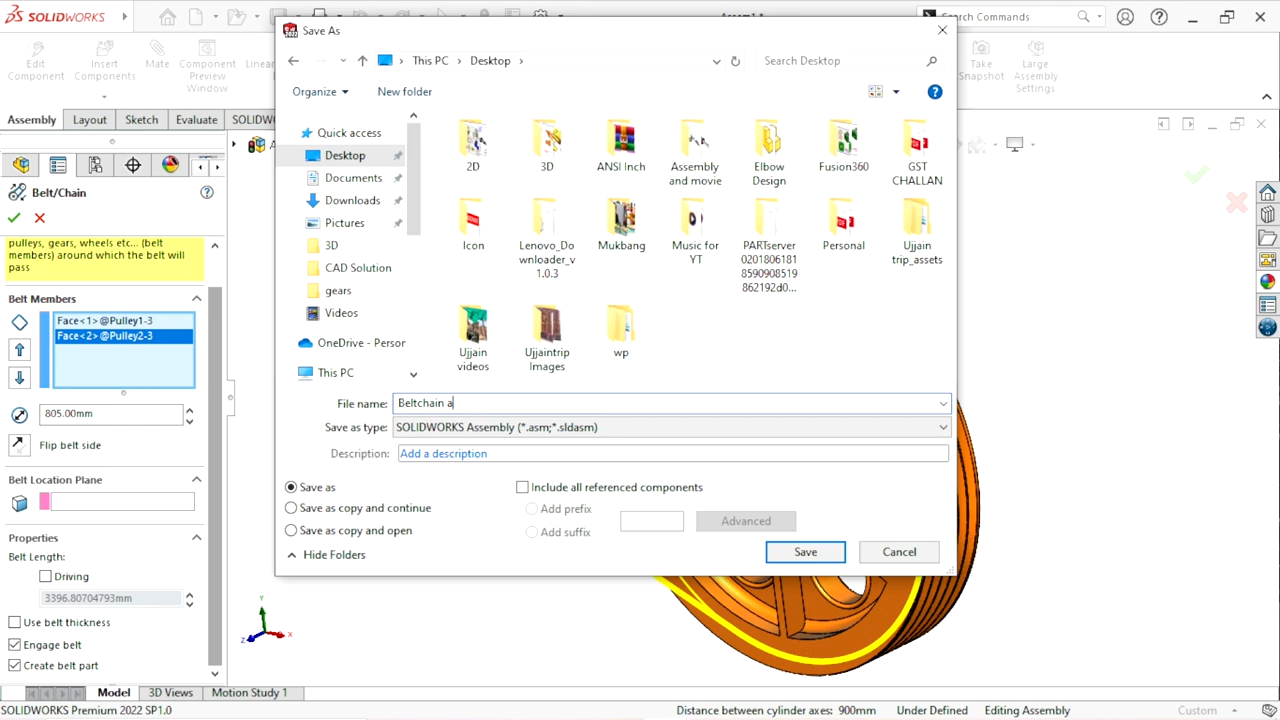 SOLIDWORKS
Assem1 *
Search Commands
Edit Component
Insert Components
Mate
Component Preview Window
Linear
Take Snapshot
Large Assembly Settings
Assembly
Layout
Sketch
Evaluate
SOLIDWO
Belt/Chain
pulleys, gears, wheels etc... (belt
members) around which the belt will
pass
Belt Members
Face<1>@Pulley1-3
Face<2>@Pulley2-3
805.00mm
Flip belt side
Belt Location Plane
Properties
Belt Length:
Driving
3396.80704793mm
Use belt thickness
Engage belt
Create belt part
Save As
This PC
Desktop
Search Desktop
Organize
New folder
Quick access
Desktop
Documents
Downloads
Pictures
3D
CAD Solution
gears
Videos
OneDrive - Person
This PC
2D
3D
ANSI Inch
Assembly and movie
Elbow Design
Fusion360
GST CHALLAN
Icon
Lenovo_Downloader_v1.0.3
Mukbang
Music for YT
PARTserver02018061818590908519862192d0...
Personal
Ujjain trip_assets
Ujjain videos
Ujjaintrip Images
wp
File name:
Beltchain a
Save as type:
SOLIDWORKS Assembly (*.asm;*.sldasm)
Description:
Add a description
Save as
Save as copy and continue
Save as copy and open
Include all referenced components
Add prefix
Add suffix
Advanced
Hide Folders
Save
Cancel
Y
X
Z
Model
3D Views
Motion Study 1
SOLIDWORKS Premium 2022 SP1.0
Distance between cylinder axes: 900mm
Under Defined
Editing Assembly
Custom